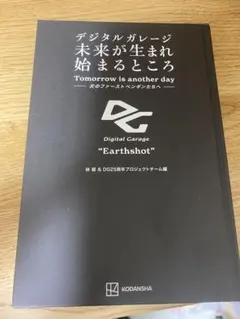 デジタルガレージ
未来が生まれ
始まるところ
Tomorrow is another day
次のファーストペンギンたちへ
DG
Digital Garage
"Earthshot"
林 郁 & DG25周年プロジェクトチーム編
KODANSHA